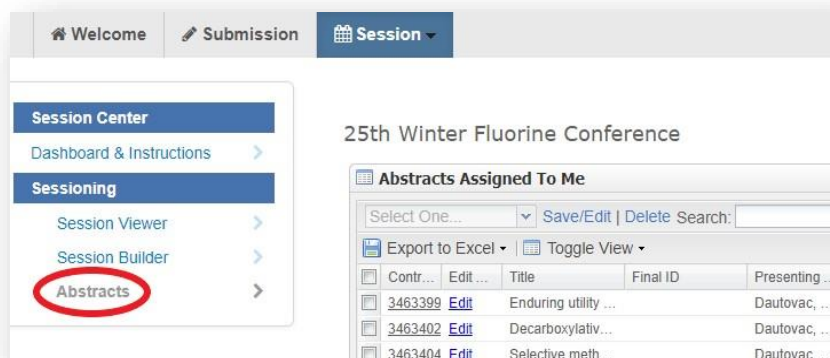 Welcome Submission Session
Session Center
Dashboard & Instructions
Sessioning
Session Viewer
Session Builder
Abstracts
25th Winter Fluorine Conference
Abstracts Assigned To Me
Select One... Save/Edit | Delete Search:
Export to Excel | Toggle View
Contr... Edit ... Title Final ID Presenting ...
3463399 Edit Enduring utility ... Dautovac, ...
3463402 Edit Decarboxylativ... Dautovac, ...
3463404 Edit Selective meth... Dautovac, ...